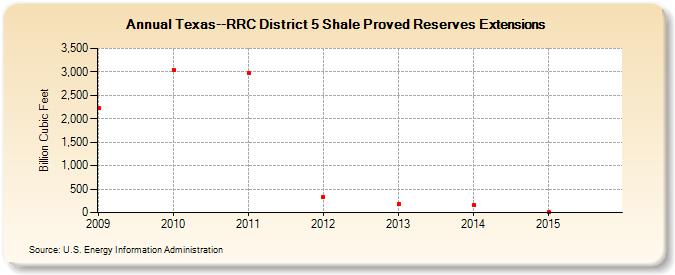 Annual Texas--RRC District 5 Shale Proved Reserves Extensions
Billion Cubic Feet
3,500
3,000
2,500
2,000
1,500
1,000
500
0
2009 2010 2011 2012 2013 2014 2015
Source: U.S. Energy Information Administration